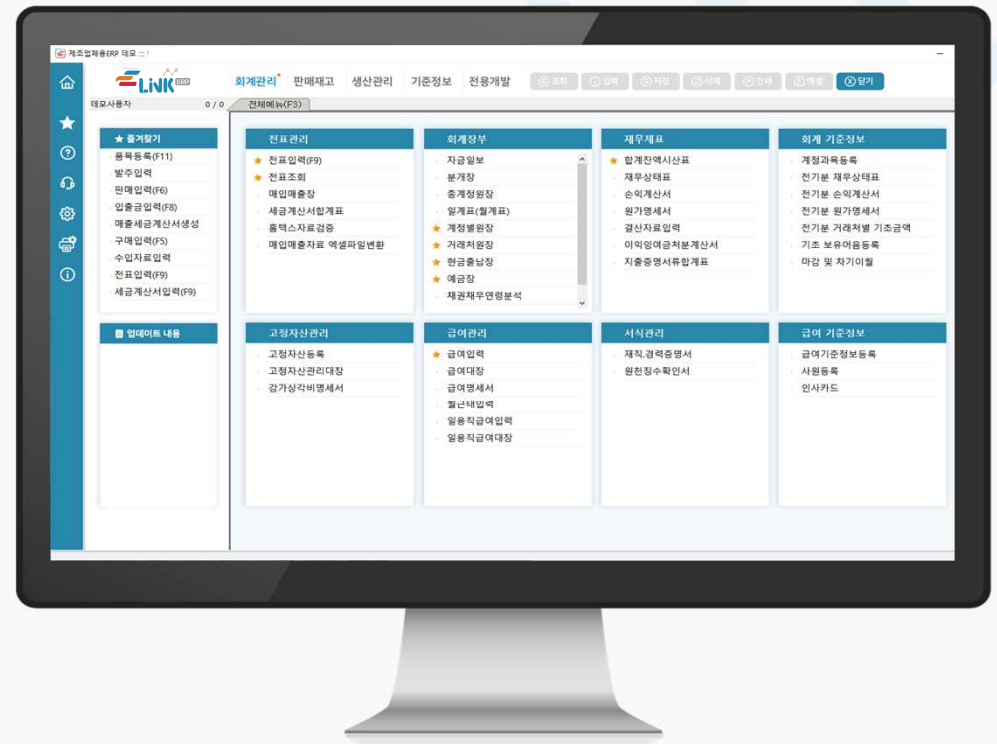 제조업체용ERP 데모 :::
ELiNK ERP
회계관리 판매재고 생산관리 기준정보 전용개발 조회 입력 저장 삭제 인쇄 엑셀 닫기
데모사용자 0 / 0 전체메뉴(F3)
★ 즐겨찾기
품목등록(F11)
발주입력
판매입력(F6)
입출금입력(F8)
매출세금계산서생성
구매입력(F5)
수입자료입력
전표입력(F9)
세금계산서입력(F9)
업데이트 내용
전표관리
전표입력(F9)
전표조회
매입매출장
세금계산서합계표
홈택스자료검증
매입매출자료 엑셀파일변환
회계장부
자금일보
분개장
총계정원장
일계표(월계표)
계정별원장
거래처원장
현금출납장
예금장
채권채무연령분석
재무제표
합계잔액시산표
재무상태표
손익계산서
원가명세서
결산자료입력
이익잉여금처분계산서
지출증명서류합계표
회계 기준정보
계정과목등록
전기분 재무상태표
전기분 손익계산서
전기분 원가명세서
전기분 거래처별 기초금액
기초 보유어음등록
마감 및 차기이월
고정자산관리
고정자산등록
고정자산관리대장
감가상각비명세서
급여관리
급여입력
급여대장
급여명세서
월근태입력
일용직급여입력
일용직급여대장
서식관리
재직,경력증명서
원천징수확인서
급여 기준정보
급여기준정보등록
사원등록
인사카드